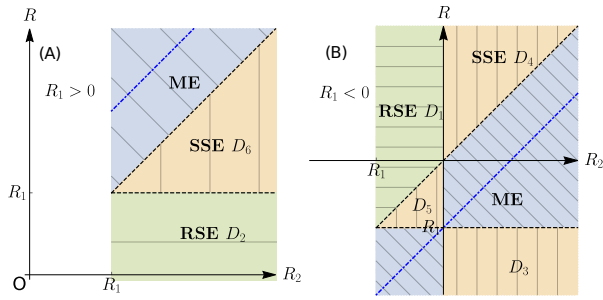 R
(A)
R₁ > 0
ME
SSE D₆
R₁
RSE D₂
O
R₁
R₂
R
(B)
R₁ < 0
SSE D₄
RSE D₁
R₁
R₂
D₅
ME
R₁
D₃